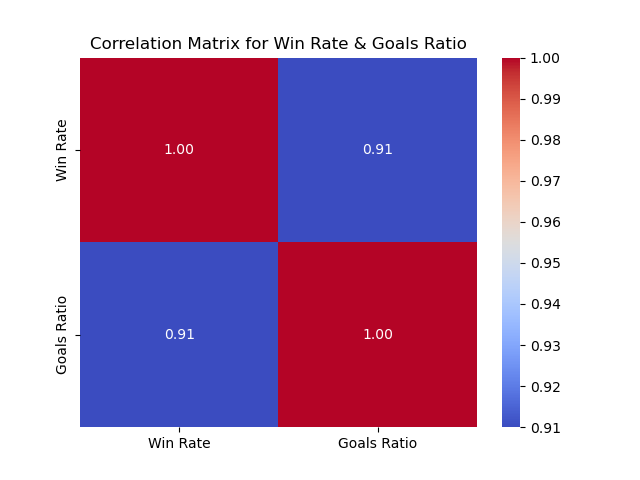 Correlation Matrix for Win Rate & Goals Ratio
Win Rate
Goals Ratio
1.00
0.91
0.91
1.00
Win Rate
Goals Ratio
1.00
0.99
0.98
0.97
0.96
0.95
0.94
0.93
0.92
0.91